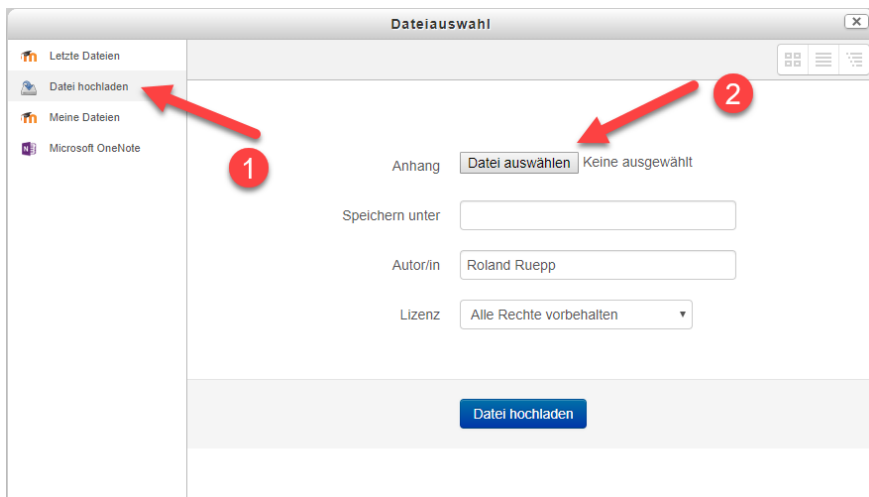 Dateiauswahl
Letzte Dateien
Datei hochladen
Meine Dateien
Microsoft OneNote
1
2
Anhang Datei auswählen Keine ausgewählt
Speichern unter
Autor/in Roland Ruepp
Lizenz Alle Rechte vorbehalten
Datei hochladen